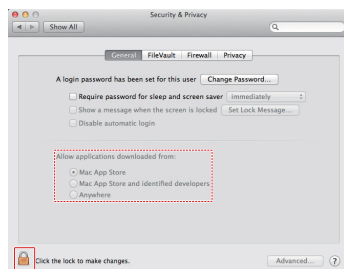 Security & Privacy
Show All
General FileVault Firewall Privacy
A login password has been set for this user Change Password...
Require password for sleep and screen saver immediately
Show a message when the screen is locked Set Lock Message...
Disable automatic login
Allow applications downloaded from:
Mac App Store
Mac App Store and identified developers
Anywhere
Click the lock to make changes.
Advanced... ?